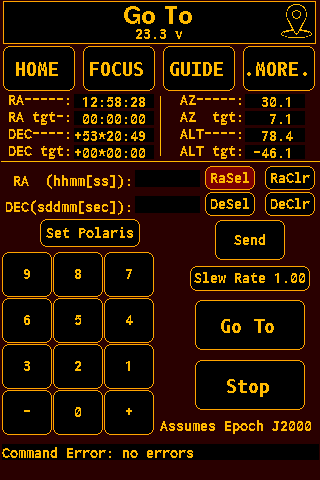 Go To
23.3 v
HOME FOCUS GUIDE .MORE.
RA-----: 12:58:28 AZ-----: 30.1
RA tgt-: 00:00:00 AZ tgt: 7.1
DEC----: +53*20:49 ALT----: 78.4
DEC tgt: +00*00:00 ALT tgt: -46.1
RA (hhmm[ss]): RaSel RaClr
DEC(sddmm[sec]): DeSel DeClr
Set Polaris Send
9 8 7 Slew Rate 1.00
6 5 4 Go To
3 2 1 Stop
- 0 +
Assumes Epoch J2000
Command Error: no errors